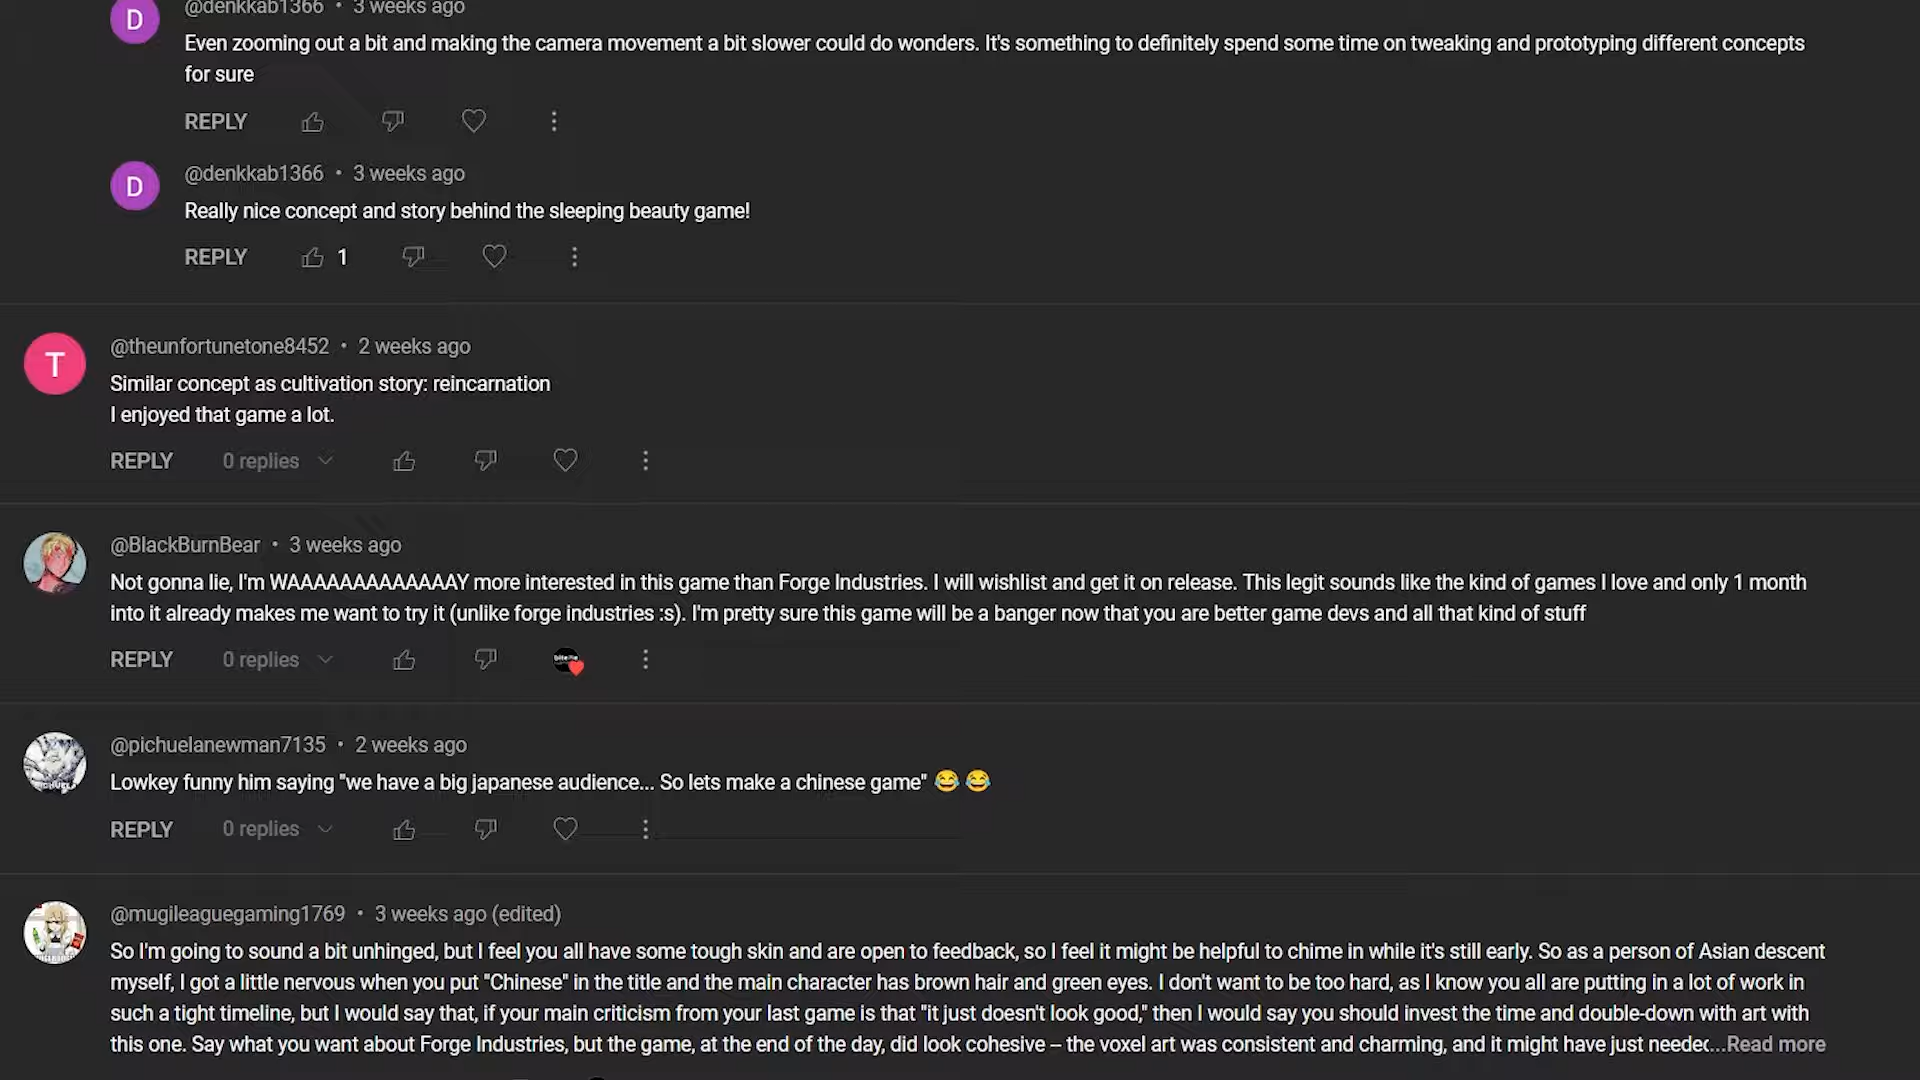 @denkkab1366 • 3 weeks ago
D
Even zooming out a bit and making the camera movement a bit slower could do wonders. It's something to definitely spend some time on tweaking and prototyping different concepts
for sure
REPLY
@denkkab1366 • 3 weeks ago
D
Really nice concept and story behind the sleeping beauty game!
REPLY 1
@theunfortunetone8452 • 2 weeks ago
T
Similar concept as cultivation story: reincarnation
I enjoyed that game a lot.
REPLY 0 replies
@BlackBurnBear • 3 weeks ago
Not gonna lie, I'm WAAAAAAAAAAAAAY more interested in this game than Forge Industries. I will wishlist and get it on release. This legit sounds like the kind of games I love and only 1 month
into it already makes me want to try it (unlike forge industries :s). I'm pretty sure this game will be a banger now that you are better game devs and all that kind of stuff
REPLY 0 replies
@pichuelanewman7135 • 2 weeks ago
Lowkey funny him saying "we have a big japanese audience... So lets make a chinese game" 😂 😂
REPLY 0 replies
@mugileaguegaming1769 • 3 weeks ago (edited)
So I'm going to sound a bit unhinged, but I feel you all have some tough skin and are open to feedback, so I feel it might be helpful to chime in while it's still early. So as a person of Asian descent
myself, I got a little nervous when you put "Chinese" in the title and the main character has brown hair and green eyes. I don't want to be too hard, as I know you all are putting in a lot of work in
such a tight timeline, but I would say that, if your main criticism from your last game is that "it just doesn't look good," then I would say you should invest the time and double-down with art with
this one. Say what you want about Forge Industries, but the game, at the end of the day, did look cohesive – the voxel art was consistent and charming, and it might have just needec...Read more